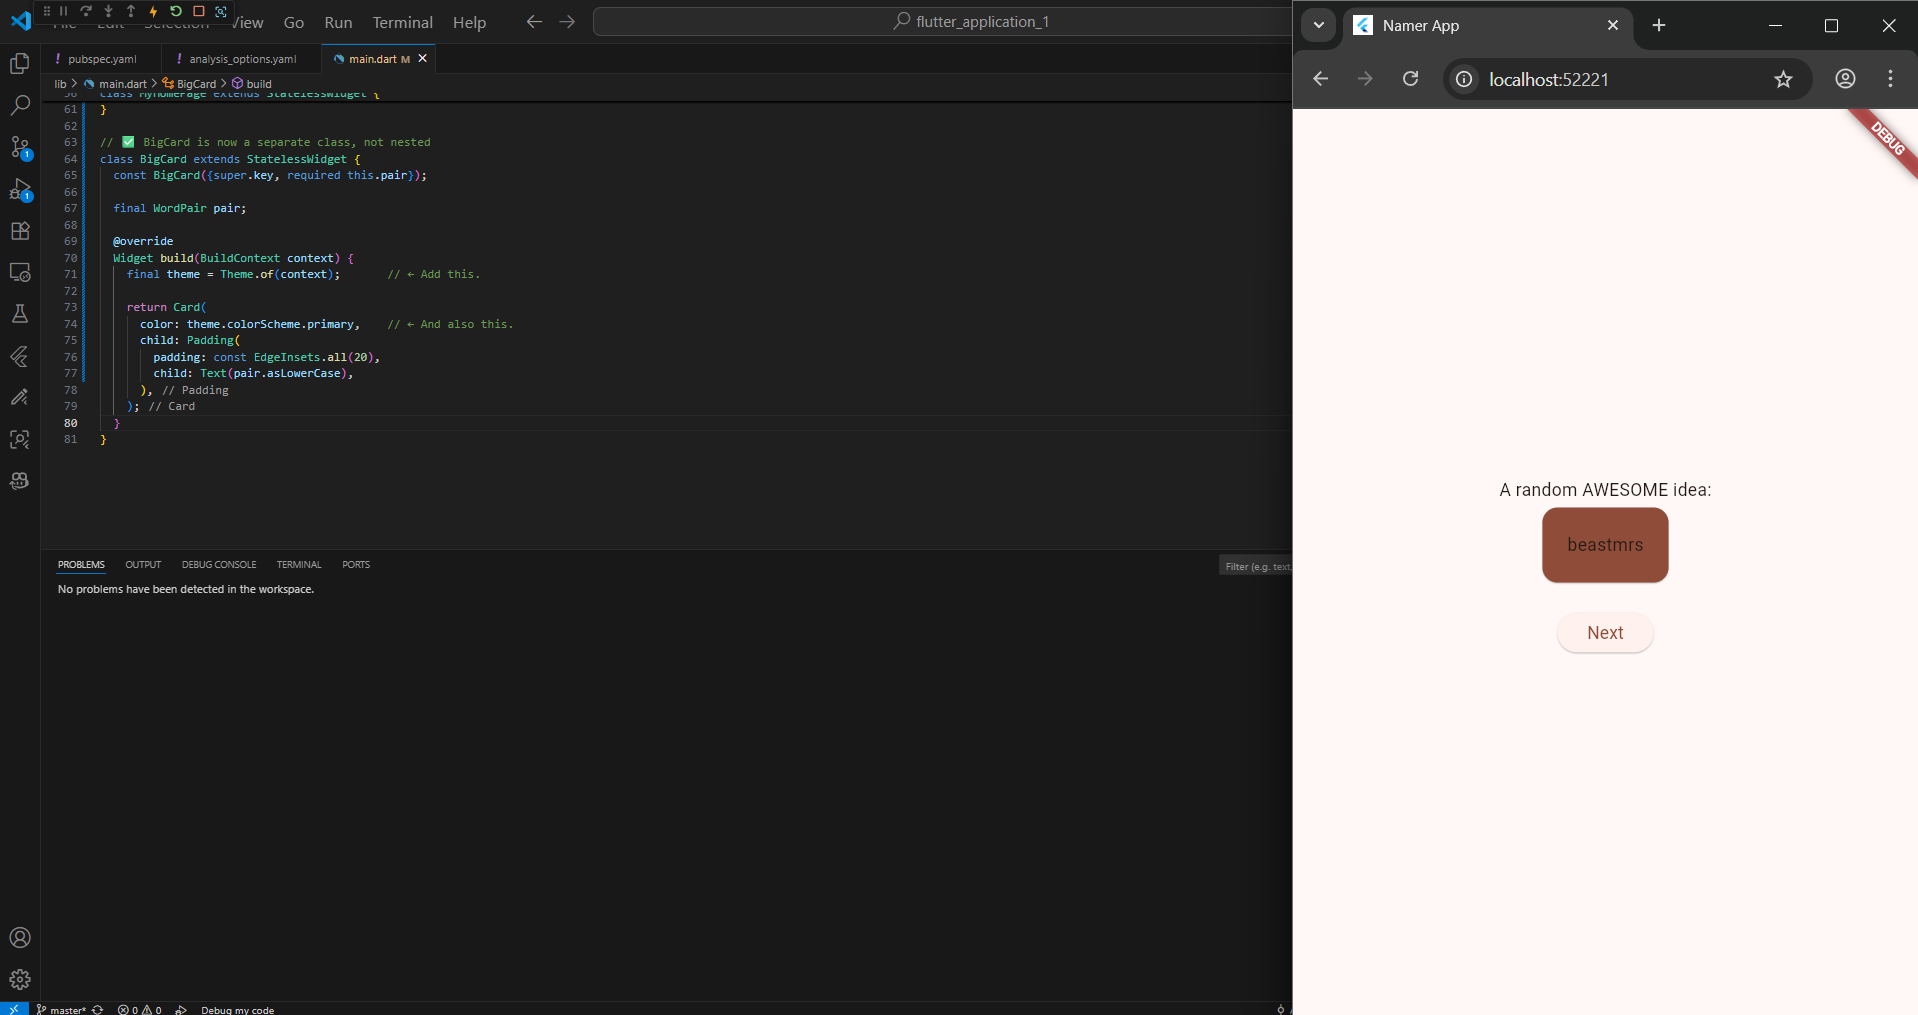 File Edit Selection View Go Run Terminal Help
flutter_application_1
pubspec.yaml
analysis_options.yaml
main.dart M
lib > main.dart > BigCard > build
56 class MyHomePage extends StatelessWidget {
61 }
62
63 // ✅ BigCard is now a separate class, not nested
64 class BigCard extends StatelessWidget {
65 const BigCard({super.key, required this.pair});
66
67 final WordPair pair;
68
69 @override
70 Widget build(BuildContext context) {
71 final theme = Theme.of(context); // ← Add this.
72
73 return Card(
74 color: theme.colorScheme.primary, // ← And also this.
75 child: Padding(
76 padding: const EdgeInsets.all(20),
77 child: Text(pair.asLowerCase),
78 ), // Padding
79 ); // Card
80 }
81 }
1
1
PROBLEMS OUTPUT DEBUG CONSOLE TERMINAL PORTS
Filter (e.g. text,
No problems have been detected in the workspace.
master* 0 0 Debug my code
Namer App
localhost:52221
DEBUG
A random AWESOME idea:
beastmrs
Next